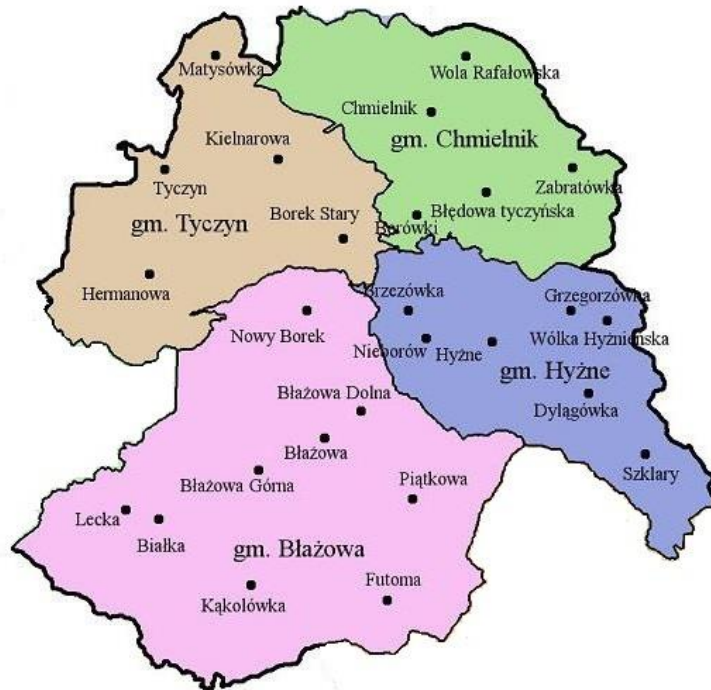 Matysówka
Wola Rafałowska
Chmielnik
Kielnarowa
gm. Chmielnik
Tyczyn
Zabratówka
Borek Stary
Błędowa tyczyńska
gm. Tyczyn
Borówki
Hermanowa
Brzezówka
Grzegorzówka
Nowy Borek
Nieborów
Hyżne
Wólka Hyżnieńska
gm. Hyżne
Błażowa Dolna
Dylągówka
Błażowa
Szklary
Błażowa Górna
Piątkowa
Lecka
Białka
gm. Błażowa
Futoma
Kąkolówka